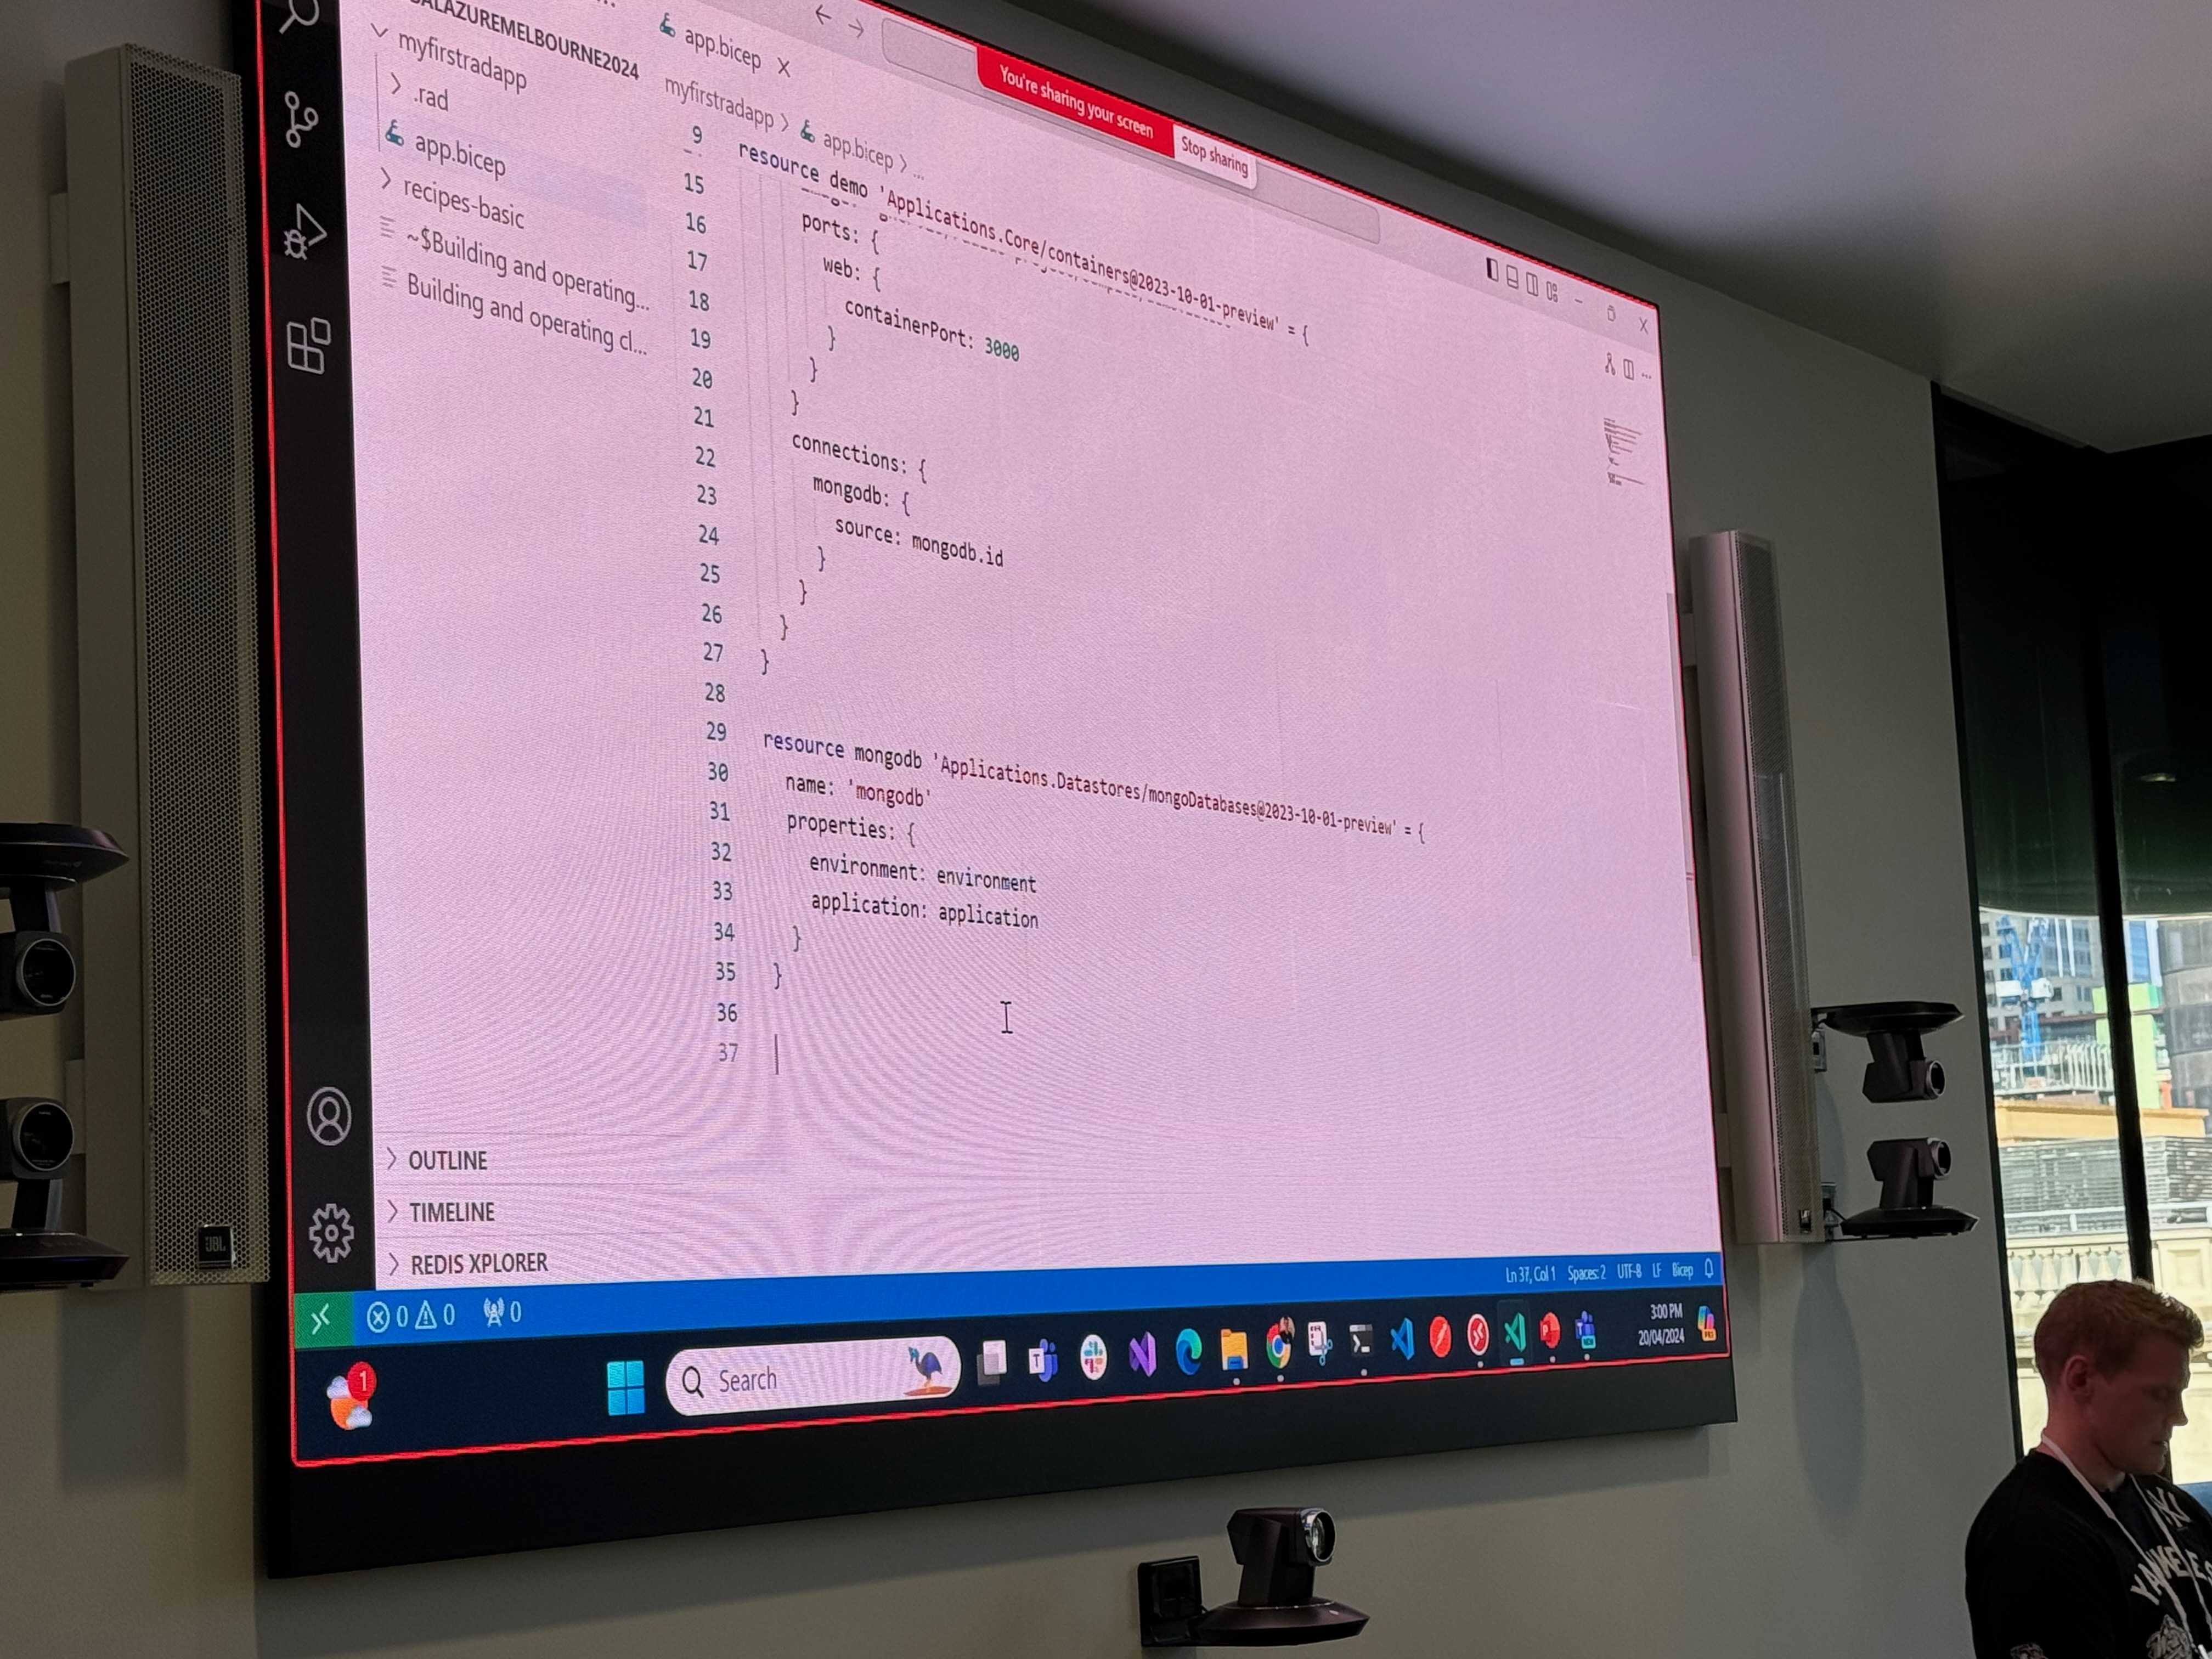 ALAZUREMELBOURNE2024
myfirstradapp
.rad
app.bicep
recipes-basic
~$Building and operating...
Building and operating cl...
OUTLINE
TIMELINE
REDIS XPLORER
app.bicep
myfirstradapp > app.bicep > ...
You're sharing your screen
Stop sharing
9 resource demo 'Applications.Core/containers@2023-10-01-preview' = {
15 ports: {
16 web: {
17 containerPort: 3000
18 }
19 }
20 }
21 connections: {
22 mongodb: {
23 source: mongodb.id
24 }
25 }
26 }
27 }
28
29 resource mongodb 'Applications.Datastores/mongoDatabases@2023-10-01-preview' = {
30 name: 'mongodb'
31 properties: {
32 environment: environment
33 application: application
34 }
35 }
36
37
0 0 0
Ln 37, Col 1 Spaces: 2 UTF-8 LF Bicep
1
Search
3:00 PM
20/04/2024
JBL
YANKEES